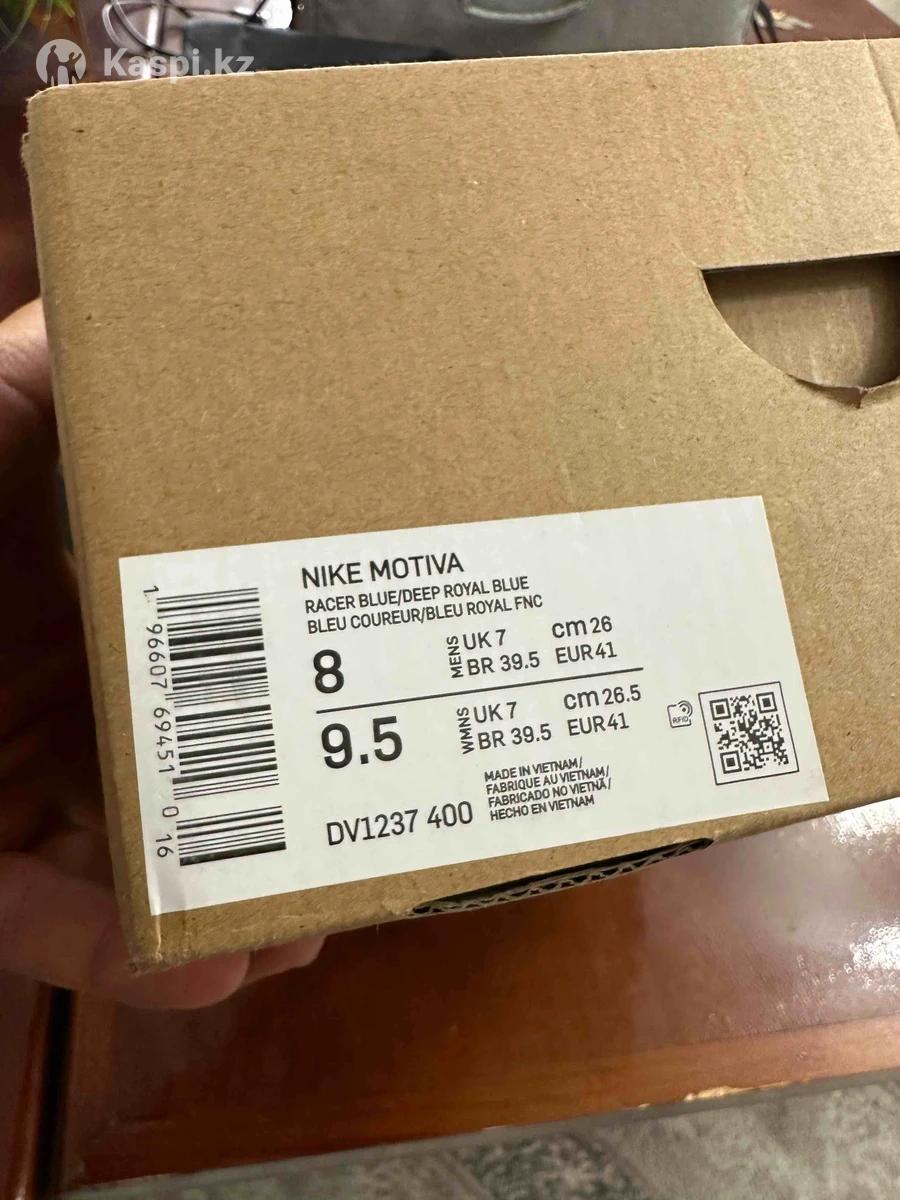 Kaspi.kz
NIKE MOTIVA
RACER BLUE/DEEP ROYAL BLUE
BLEU COUREUR/BLEU ROYAL FNC
8 MENS UK 7 cm 26
BR 39.5 EUR 41
9.5 WMNS UK 7 cm 26.5
BR 39.5 EUR 41
RFID
DV1237 400
MADE IN VIETNAM/
FABRIQUE AU VIETNAM/
FABRICADO NO VIETNÃ/
HECHO EN VIETNAM
1 96607 69451 0 16